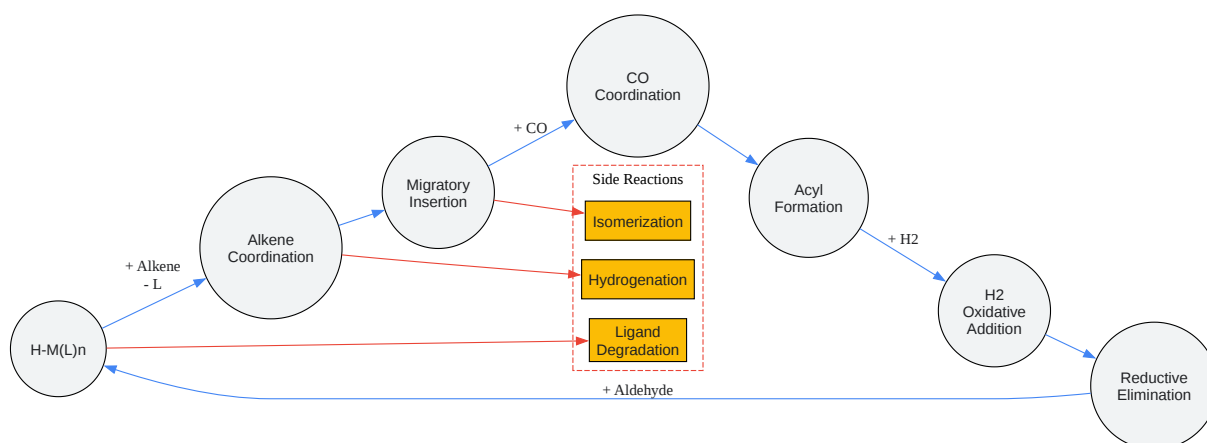 CO
Coordination
+ CO
Migratory
Insertion
Side Reactions
Isomerization
Acyl
Formation
Alkene
Coordination
+ H2
+ Alkene
- L
Hydrogenation
H2
Oxidative
Addition
H-M(L)n
Ligand
Degradation
Reductive
Elimination
+ Aldehyde